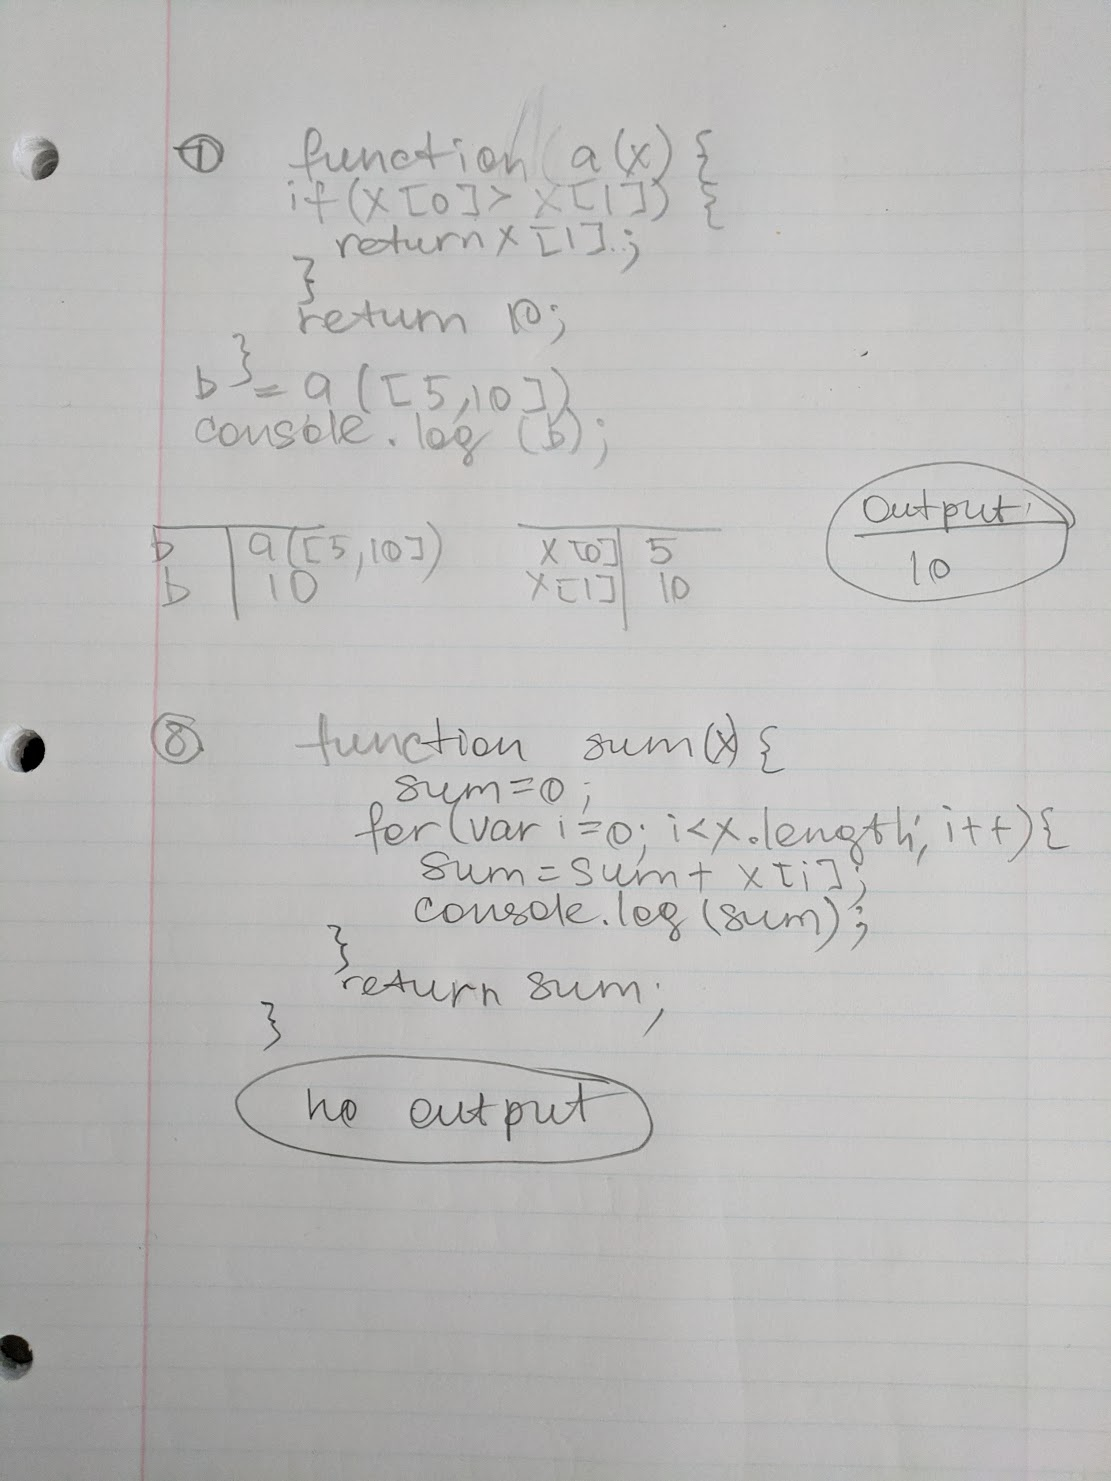 ① function a(x) {
if (x[0] > x[1]) {
return x[1];
}
return 10;
}
b = a([5,10])
console.log (b);
b | a([5,10])
b | 10
x[0] | 5
x[1] | 10
Output
10
⑧ function sum(x) {
sum=0;
for(var i=0; i<x.length; i++){
sum = sum + x[i];
console.log(sum);
}
return sum;
}
no output